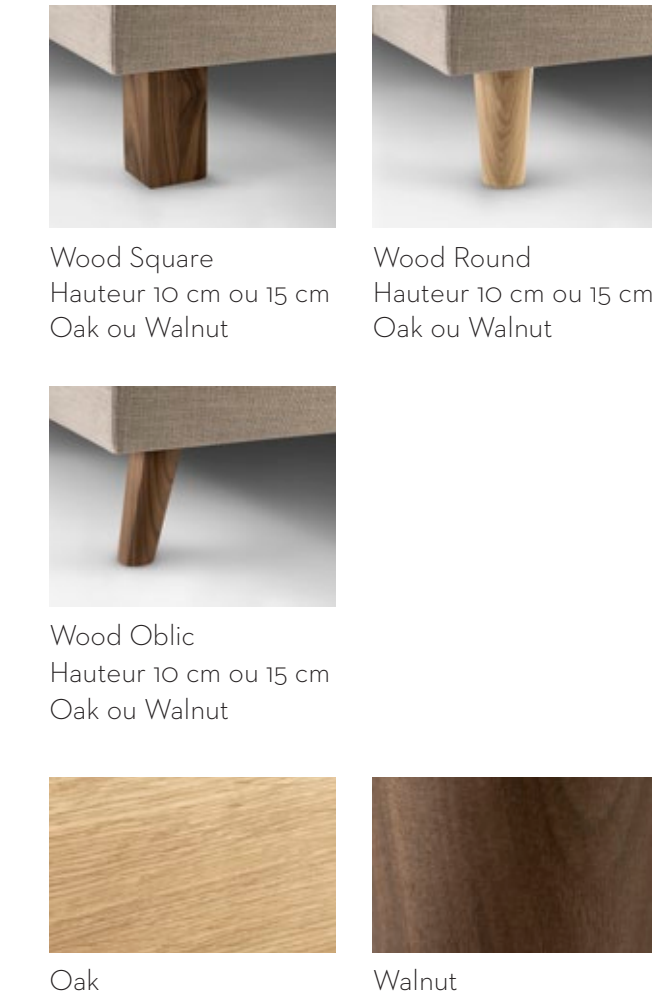 Wood Square
Hauteur 10 cm ou 15 cm
Oak ou Walnut
Wood Round
Hauteur 10 cm ou 15 cm
Oak ou Walnut
Wood Oblic
Hauteur 10 cm ou 15 cm
Oak ou Walnut
Oak
Walnut